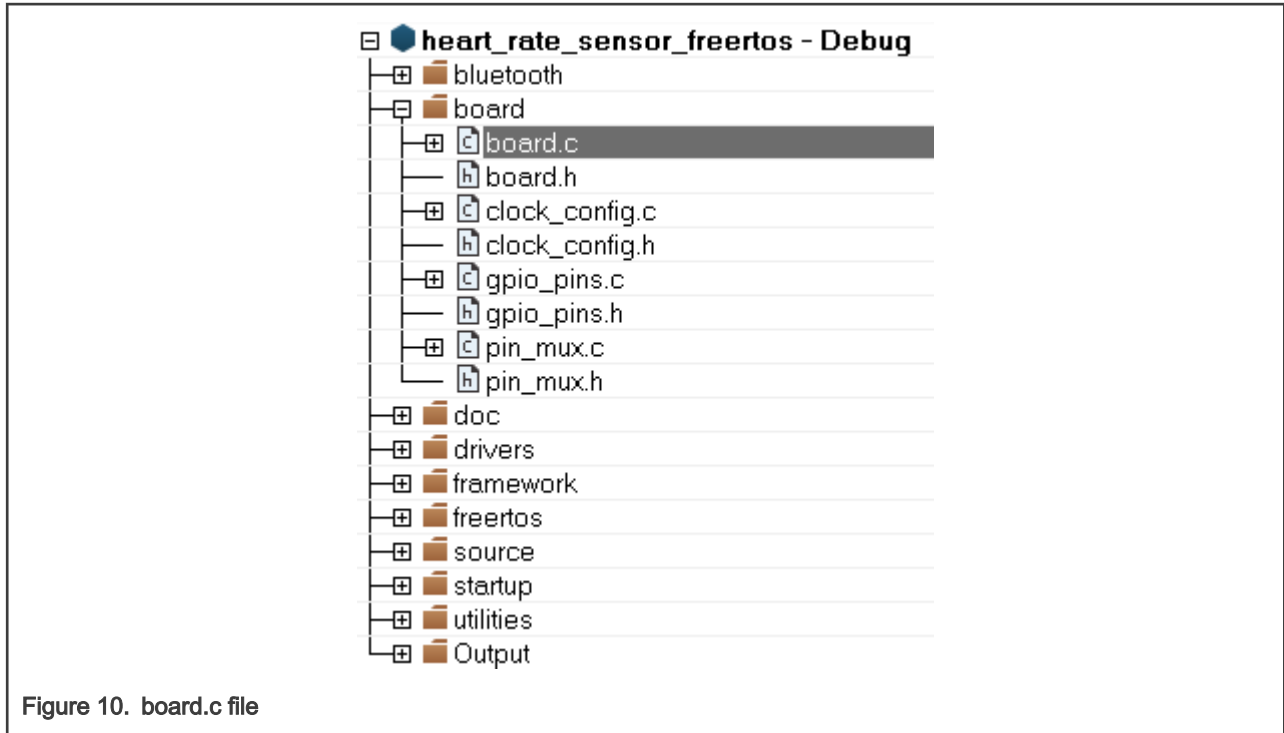 heart_rate_sensor_freertos - Debug
bluetooth
board
board.c
board.h
clock_config.c
clock_config.h
gpio_pins.c
gpio_pins.h
pin_mux.c
pin_mux.h
doc
drivers
framework
freertos
source
startup
utilities
Output
Figure 10. board.c file